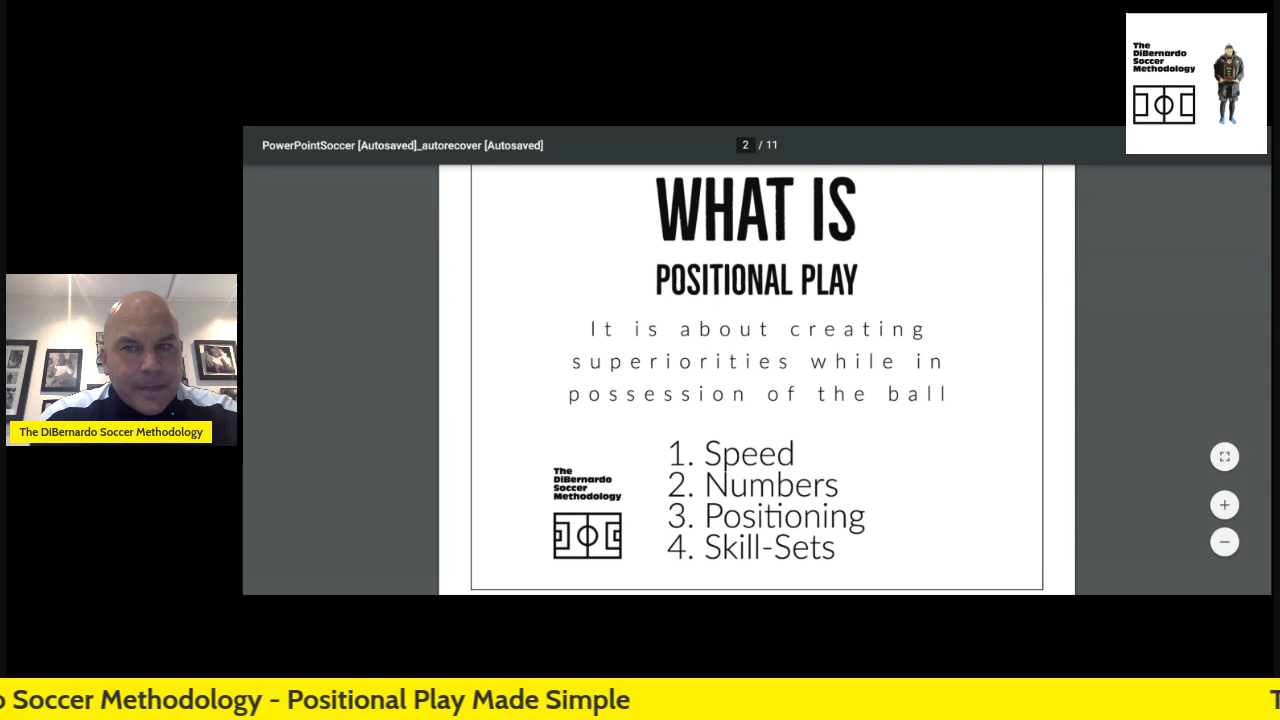 The
DiBernardo
Soccer
Methodology
PowerPointSoccer [Autosaved]_autorecover [Autosaved]
2 / 11
WHAT IS
POSITIONAL PLAY
It is about creating
superiorities while in
possession of the ball
1. Speed
2. Numbers
3. Positioning
4. Skill-Sets
The
DiBernardo
Soccer
Methodology
The DiBernardo Soccer Methodology
o Soccer Methodology - Positional Play Made Simple
T